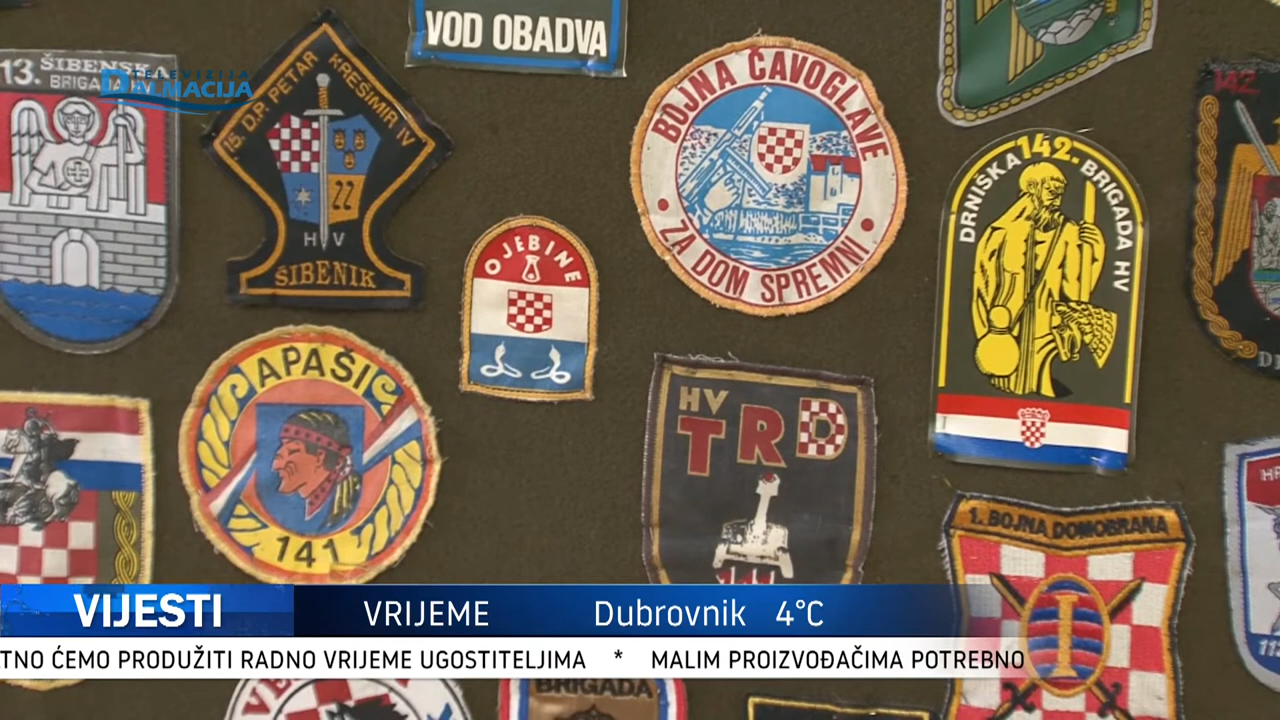 VOD OBADVA
13. ŠIBENSKA
BRIGADA HV
TELEVIZIJA
DALMACIJA
15. D.P. PETAR KREŠIMIR IV
22
HV
ŠIBENIK
BOJNA ČAVOGLAVE
ZA DOM SPREMNI
142
142.
DRNIŠKA BRIGADA HV
OJEBINE
APAŠI
141
HV
TRD
1. BOJNA DOMOBRANA
I
VIJESTI
VRIJEME
Dubrovnik 4°C
TNO ĆEMO PRODUŽITI RADNO VRIJEME UGOSTITELJIMA * MALIM PROIZVOĐAČIMA POTREBNO
BRIGADA